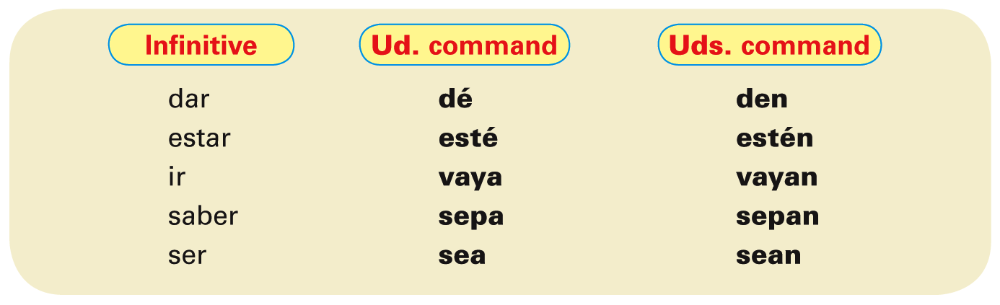 Infinitive Ud. command Uds. command
dar dé den
estar esté estén
ir vaya vayan
saber sepa sepan
ser sea sean